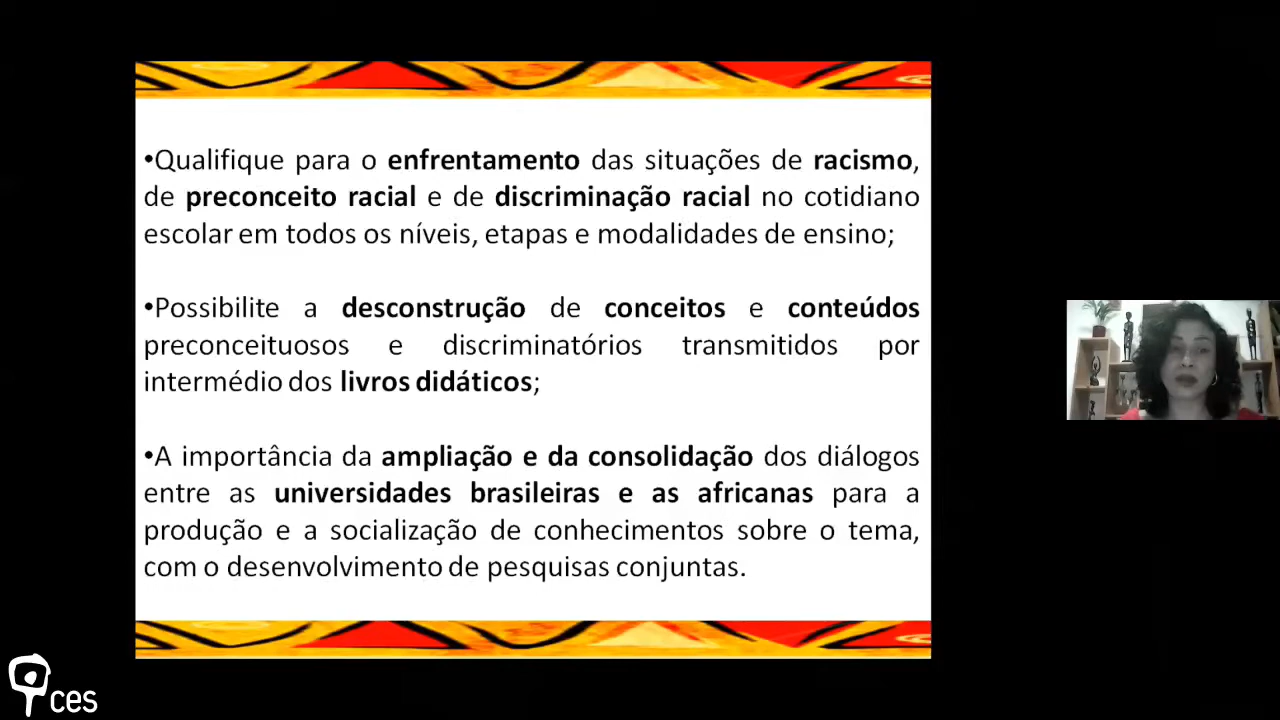 •Qualifique para o enfrentamento das situações de racismo,
de preconceito racial e de discriminação racial no cotidiano
escolar em todos os níveis, etapas e modalidades de ensino;
•Possibilite a desconstrução de conceitos e conteúdos
preconceituosos e discriminatórios transmitidos por
intermédio dos livros didáticos;
•A importância da ampliação e da consolidação dos diálogos
entre as universidades brasileiras e as africanas para a
produção e a socialização de conhecimentos sobre o tema,
com o desenvolvimento de pesquisas conjuntas.
ces